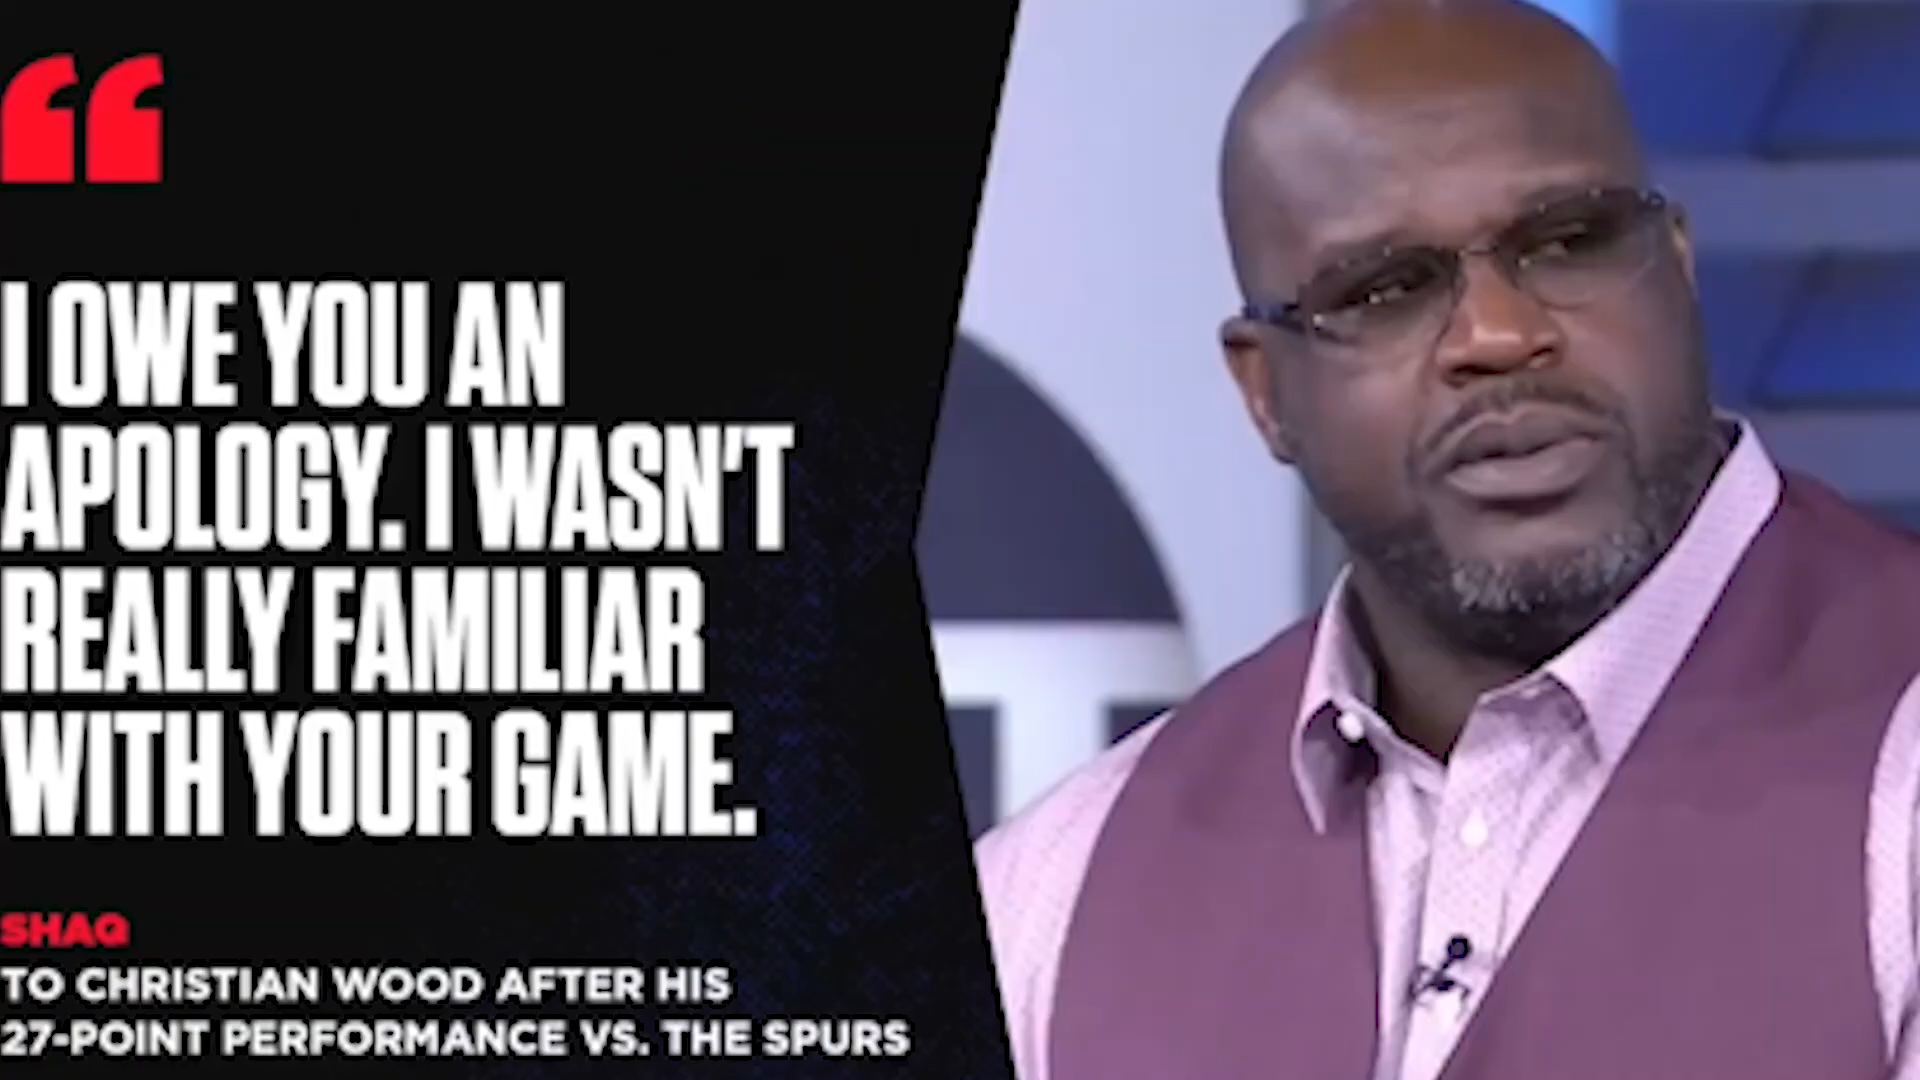 “
I OWE YOU AN
APOLOGY. I WASN'T
REALLY FAMILIAR
WITH YOUR GAME.
SHAQ
TO CHRISTIAN WOOD AFTER HIS
27-POINT PERFORMANCE VS. THE SPURS